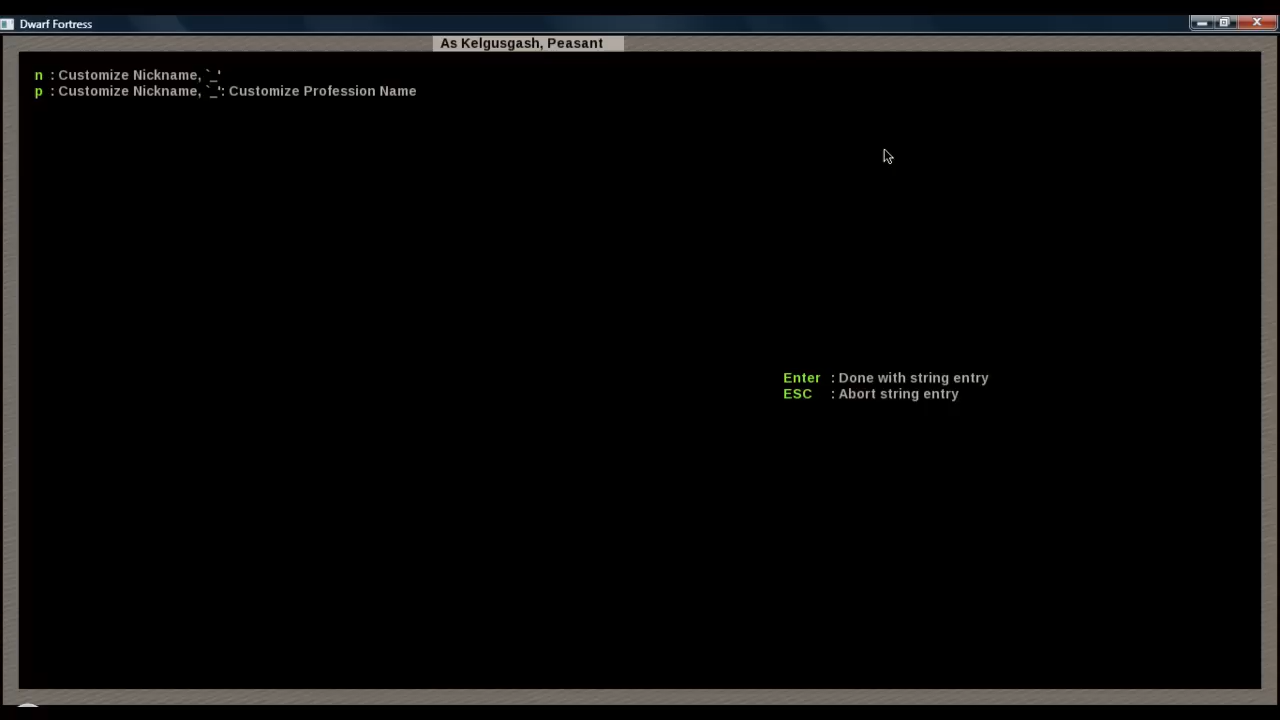 Dwarf Fortress
As Kelgusgash, Peasant
n : Customize Nickname, `_'
p : Customize Nickname, `_': Customize Profession Name
Enter : Done with string entry
ESC : Abort string entry